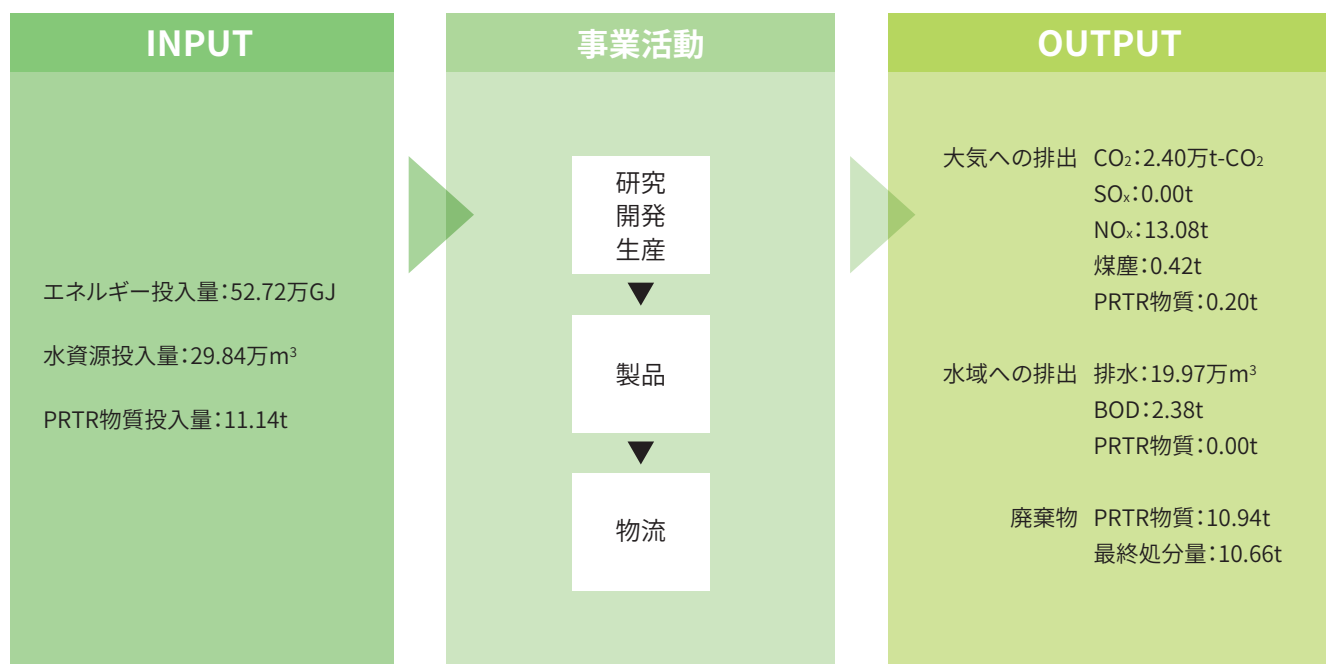 INPUT
エネルギー投入量：52.72万GJ
水資源投入量：29.84万m³
PRTR物質投入量：11.14t
事業活動
研究
開発
生産
製品
物流
OUTPUT
大気への排出 CO₂：2.40万t-CO₂
SOₓ：0.00t
NOₓ：13.08t
煤塵：0.42t
PRTR物質：0.20t
水域への排出 排水：19.97万m³
BOD：2.38t
PRTR物質：0.00t
廃棄物 PRTR物質：10.94t
最終処分量：10.66t